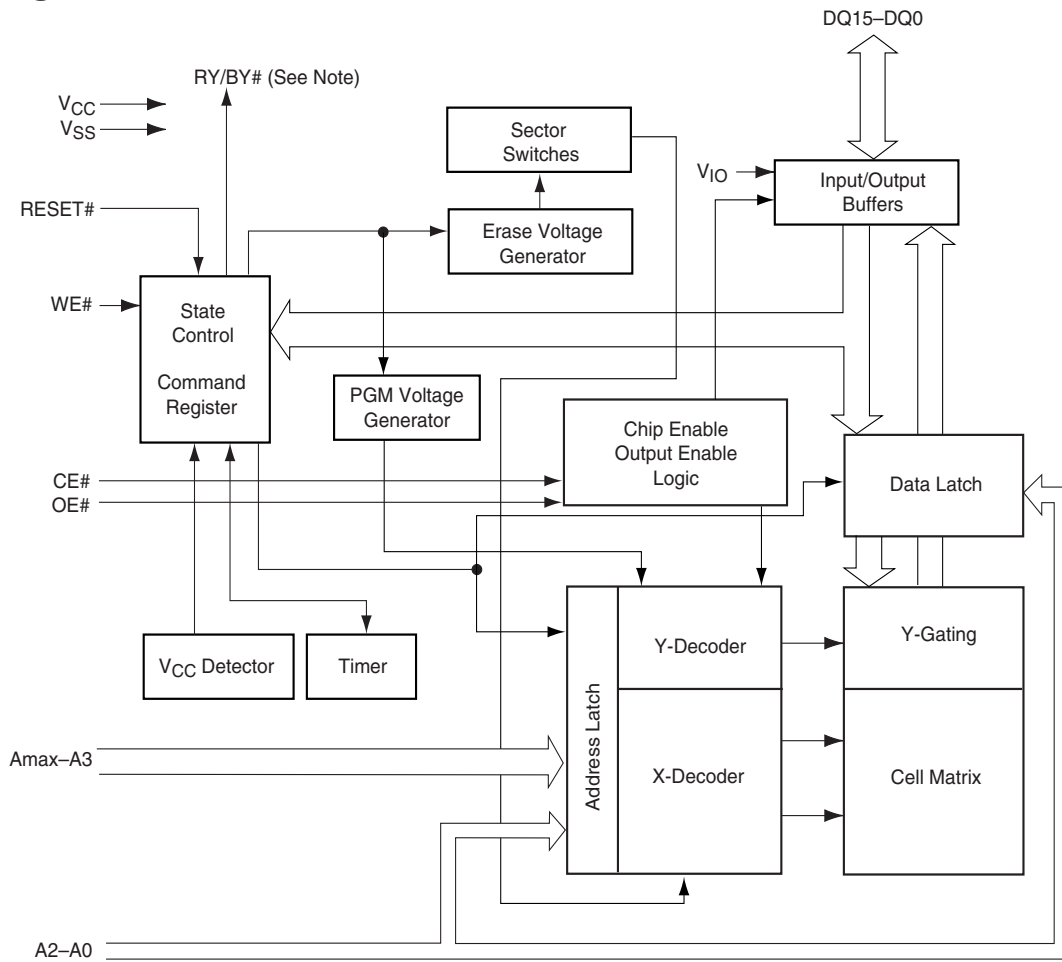 DQ15–DQ0
RY/BY# (See Note)
VCC
VSS
Sector
Switches
VIO
Input/Output
Buffers
RESET#
Erase Voltage
Generator
WE#
State
Control
Command
Register
PGM Voltage
Generator
Chip Enable
Output Enable
Logic
CE#
OE#
Data Latch
VCC Detector
Timer
Address Latch
Y-Decoder
Y-Gating
Amax–A3
X-Decoder
Cell Matrix
A2–A0